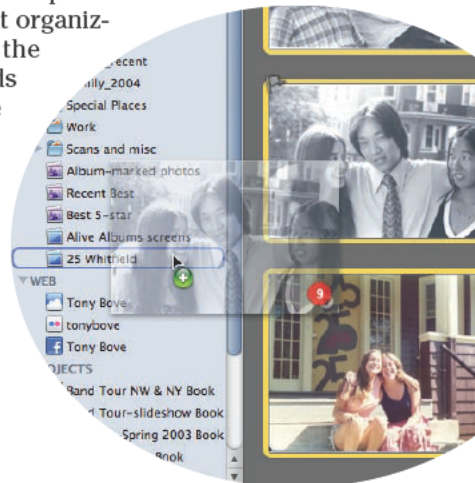 t organiz-
the
ls
ecent
ily_2004
Special Places
Work
Scans and misc
Album-marked photos
Recent Best
Best 5-star
Alive Albums screens
25 Whitfield
9
WEB
Tony Bove
tonybove
Tony Bove
OJECTS
Band Tour NW & NY Book
d Tour-slideshow Book
Spring 2003 Book
Book